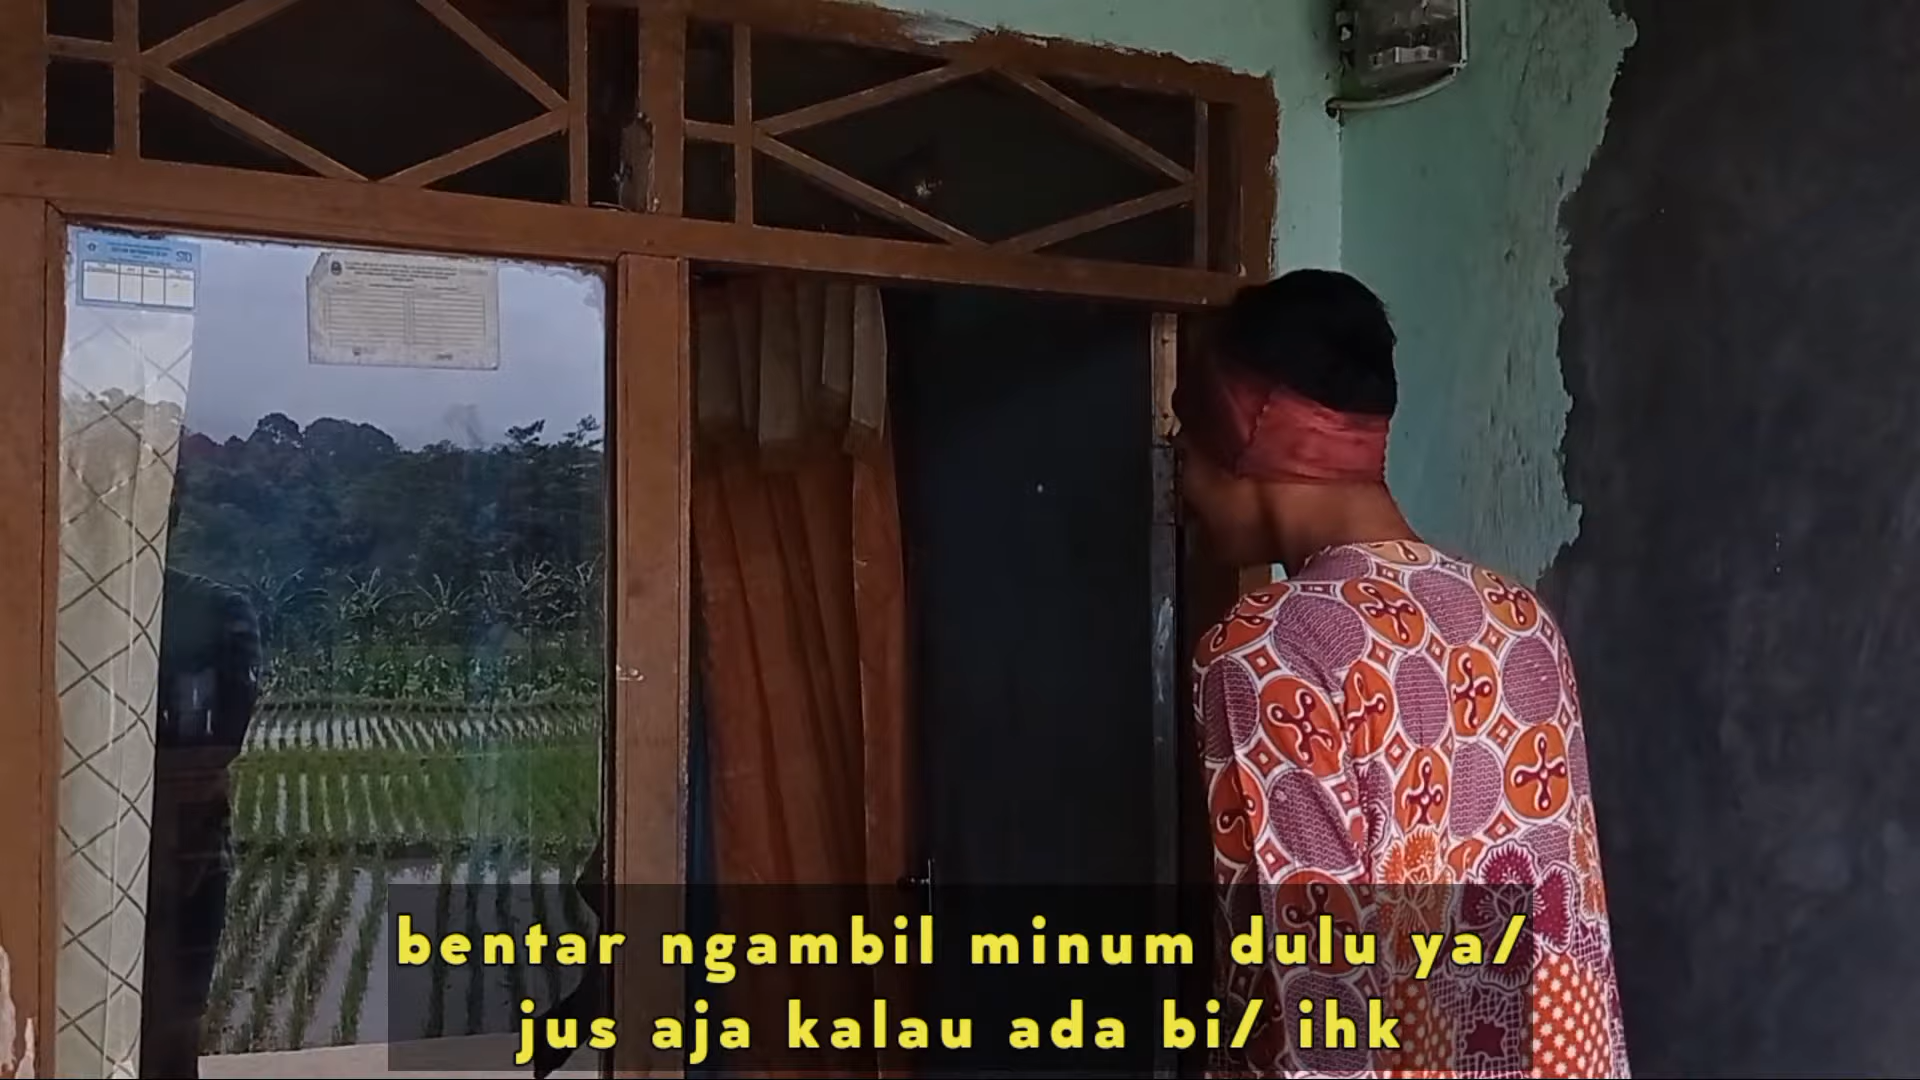 bentar ngambil minum dulu ya/
jus aja kalau ada bi/ ihk